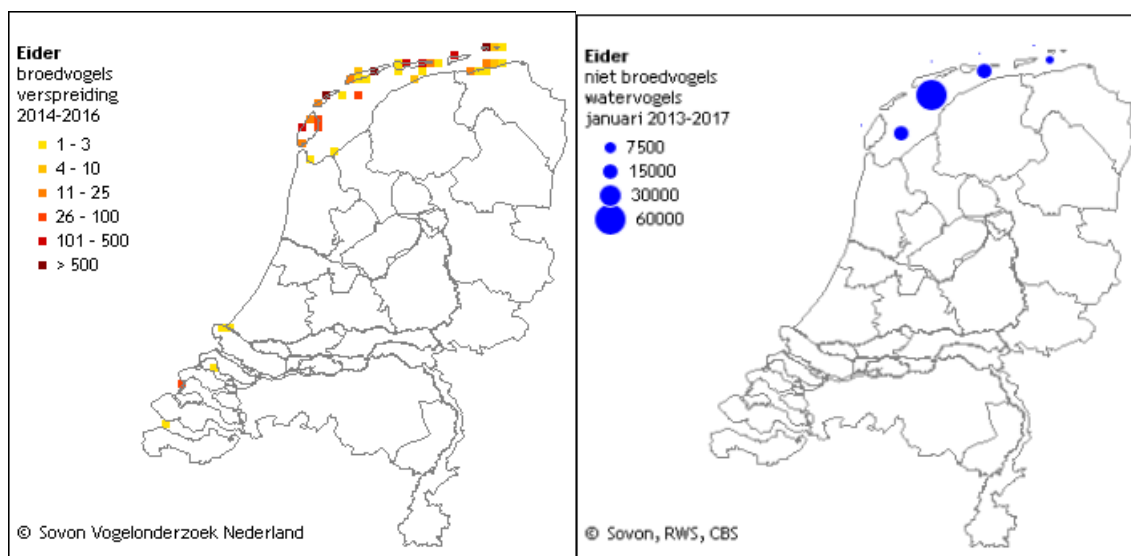 Eider
broedvogels
verspreiding
2014-2016
1 - 3
4 - 10
11 - 25
26 - 100
101 - 500
> 500
© Sovon Vogelonderzoek Nederland
Eider
niet broedvogels
watervogels
januari 2013-2017
7500
15000
30000
60000
© Sovon, RWS, CBS